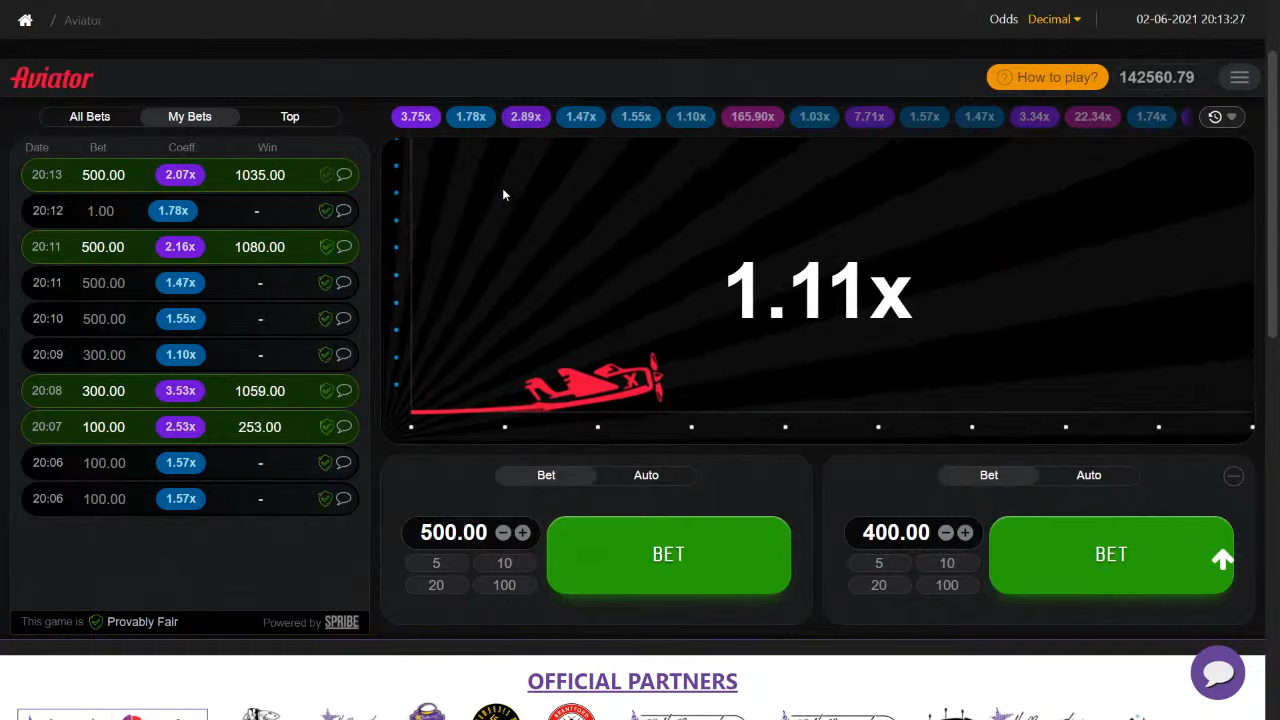 / Aviator
Odds Decimal 02-06-2021 20:13:27
Aviator
? How to play? 142560.79
All Bets My Bets Top
3.75x 1.78x 2.89x 1.47x 1.55x 1.10x 165.90x 1.03x 7.71x 1.57x 1.47x 3.34x 22.34x 1.74x
Date Bet Coeff. Win
20:13 500.00 2.07x 1035.00
20:12 1.00 1.78x -
20:11 500.00 2.16x 1080.00
20:11 500.00 1.47x -
20:10 500.00 1.55x -
20:09 300.00 1.10x -
20:08 300.00 3.53x 1059.00
20:07 100.00 2.53x 253.00
20:06 100.00 1.57x -
20:06 100.00 1.57x -
1.11x
X
Bet Auto
500.00
5 10
20 100
BET
Bet Auto
400.00
5 10
20 100
BET
This game is Provably Fair Powered by SPRIBE
OFFICIAL PARTNERS